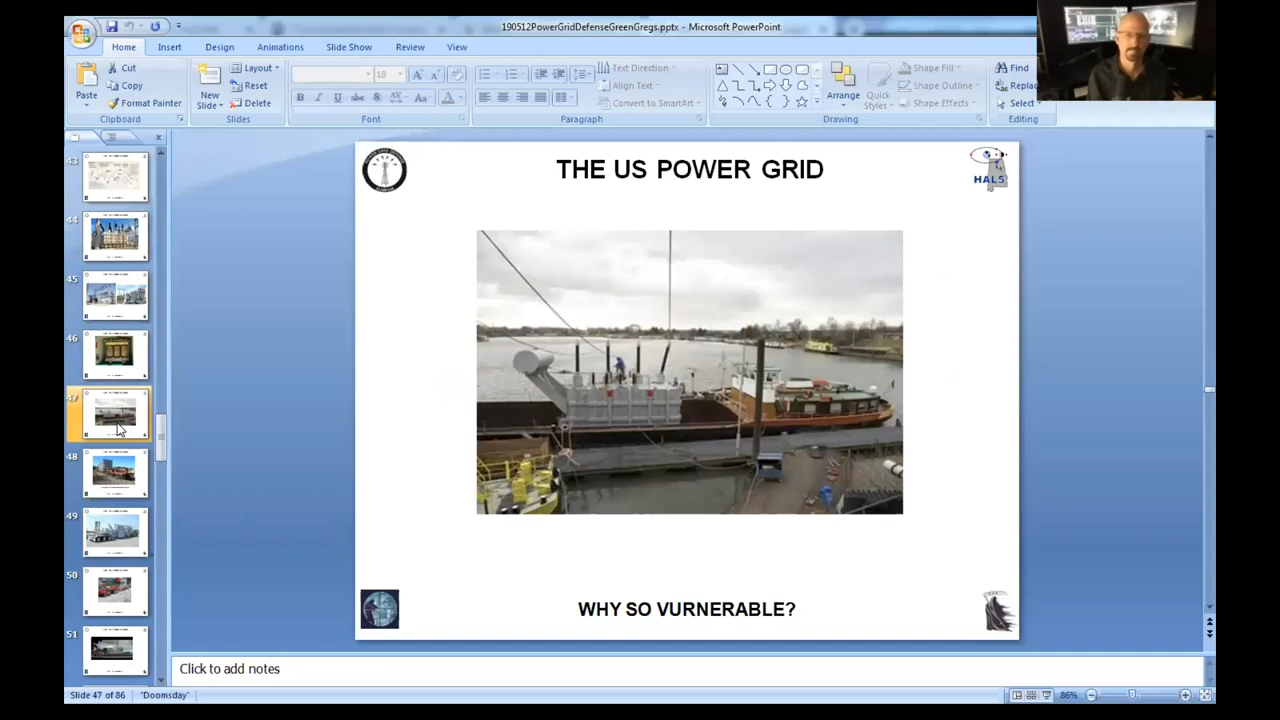 190512PowerGridDefenseGreenGregs.pptx - Microsoft PowerPoint
Home Insert Design Animations Slide Show Review View
Paste
Cut
Copy
Format Painter
Clipboard
New
Slide
Layout
Reset
Delete
Slides
18
Font
Text Direction
Align Text
Convert to SmartArt
Paragraph
Arrange
Quick
Styles
Shape Fill
Shape Outline
Shape Effects
Drawing
Find
Select
Editing
43
44
45
46
47
48
49
50
51
THE US POWER GRID
HAL5
WHY SO VURNERABLE?
Click to add notes
Slide 47 of 86 "Doomsday" 86%